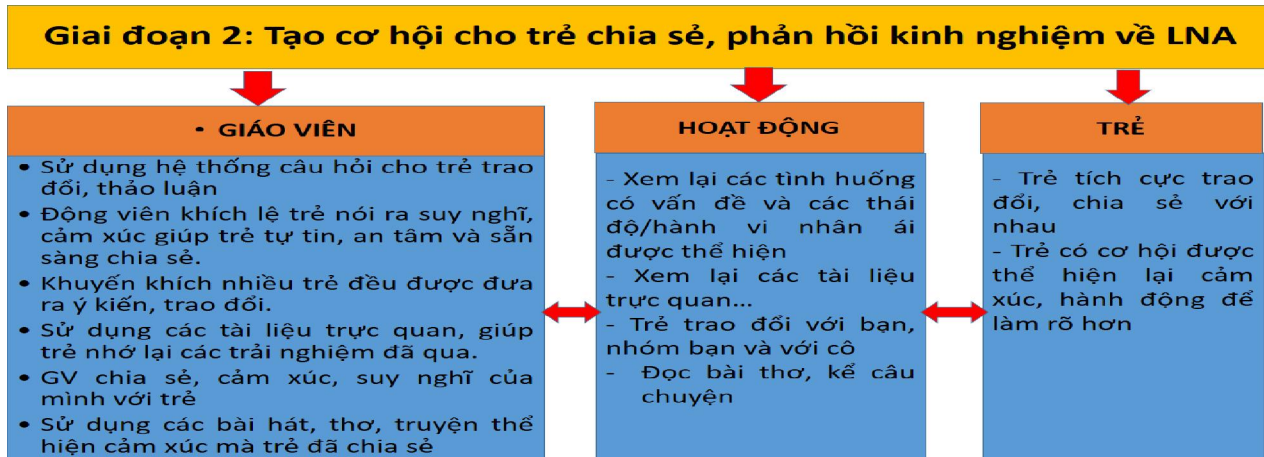 Giai đoạn 2: Tạo cơ hội cho trẻ chia sẻ, phản hồi kinh nghiệm về LNA
• GIÁO VIÊN
• Sử dụng hệ thống câu hỏi cho trẻ trao
đổi, thảo luận
• Động viên khích lệ trẻ nói ra suy nghĩ,
cảm xúc giúp trẻ tự tin, an tâm và sẵn
sàng chia sẻ.
• Khuyến khích nhiều trẻ đều được đưa
ra ý kiến, trao đổi.
• Sử dụng các tài liệu trực quan, giúp
trẻ nhớ lại các trải nghiệm đã qua.
• GV chia sẻ, cảm xúc, suy nghĩ của
mình với trẻ
• Sử dụng các bài hát, thơ, truyện thể
hiện cảm xúc mà trẻ đã chia sẻ
HOẠT ĐỘNG
- Xem lại các tình huống
có vấn đề và các thái
độ/hành vi nhân ái
được thể hiện
- Xem lại các tài liệu
trực quan...
- Trẻ trao đổi với bạn,
nhóm bạn và với cô
- Đọc bài thơ, kể câu
chuyện
TRẺ
- Trẻ tích cực trao
đổi, chia sẻ với
nhau
- Trẻ có cơ hội được
thể hiện lại cảm
xúc, hành động để
làm rõ hơn